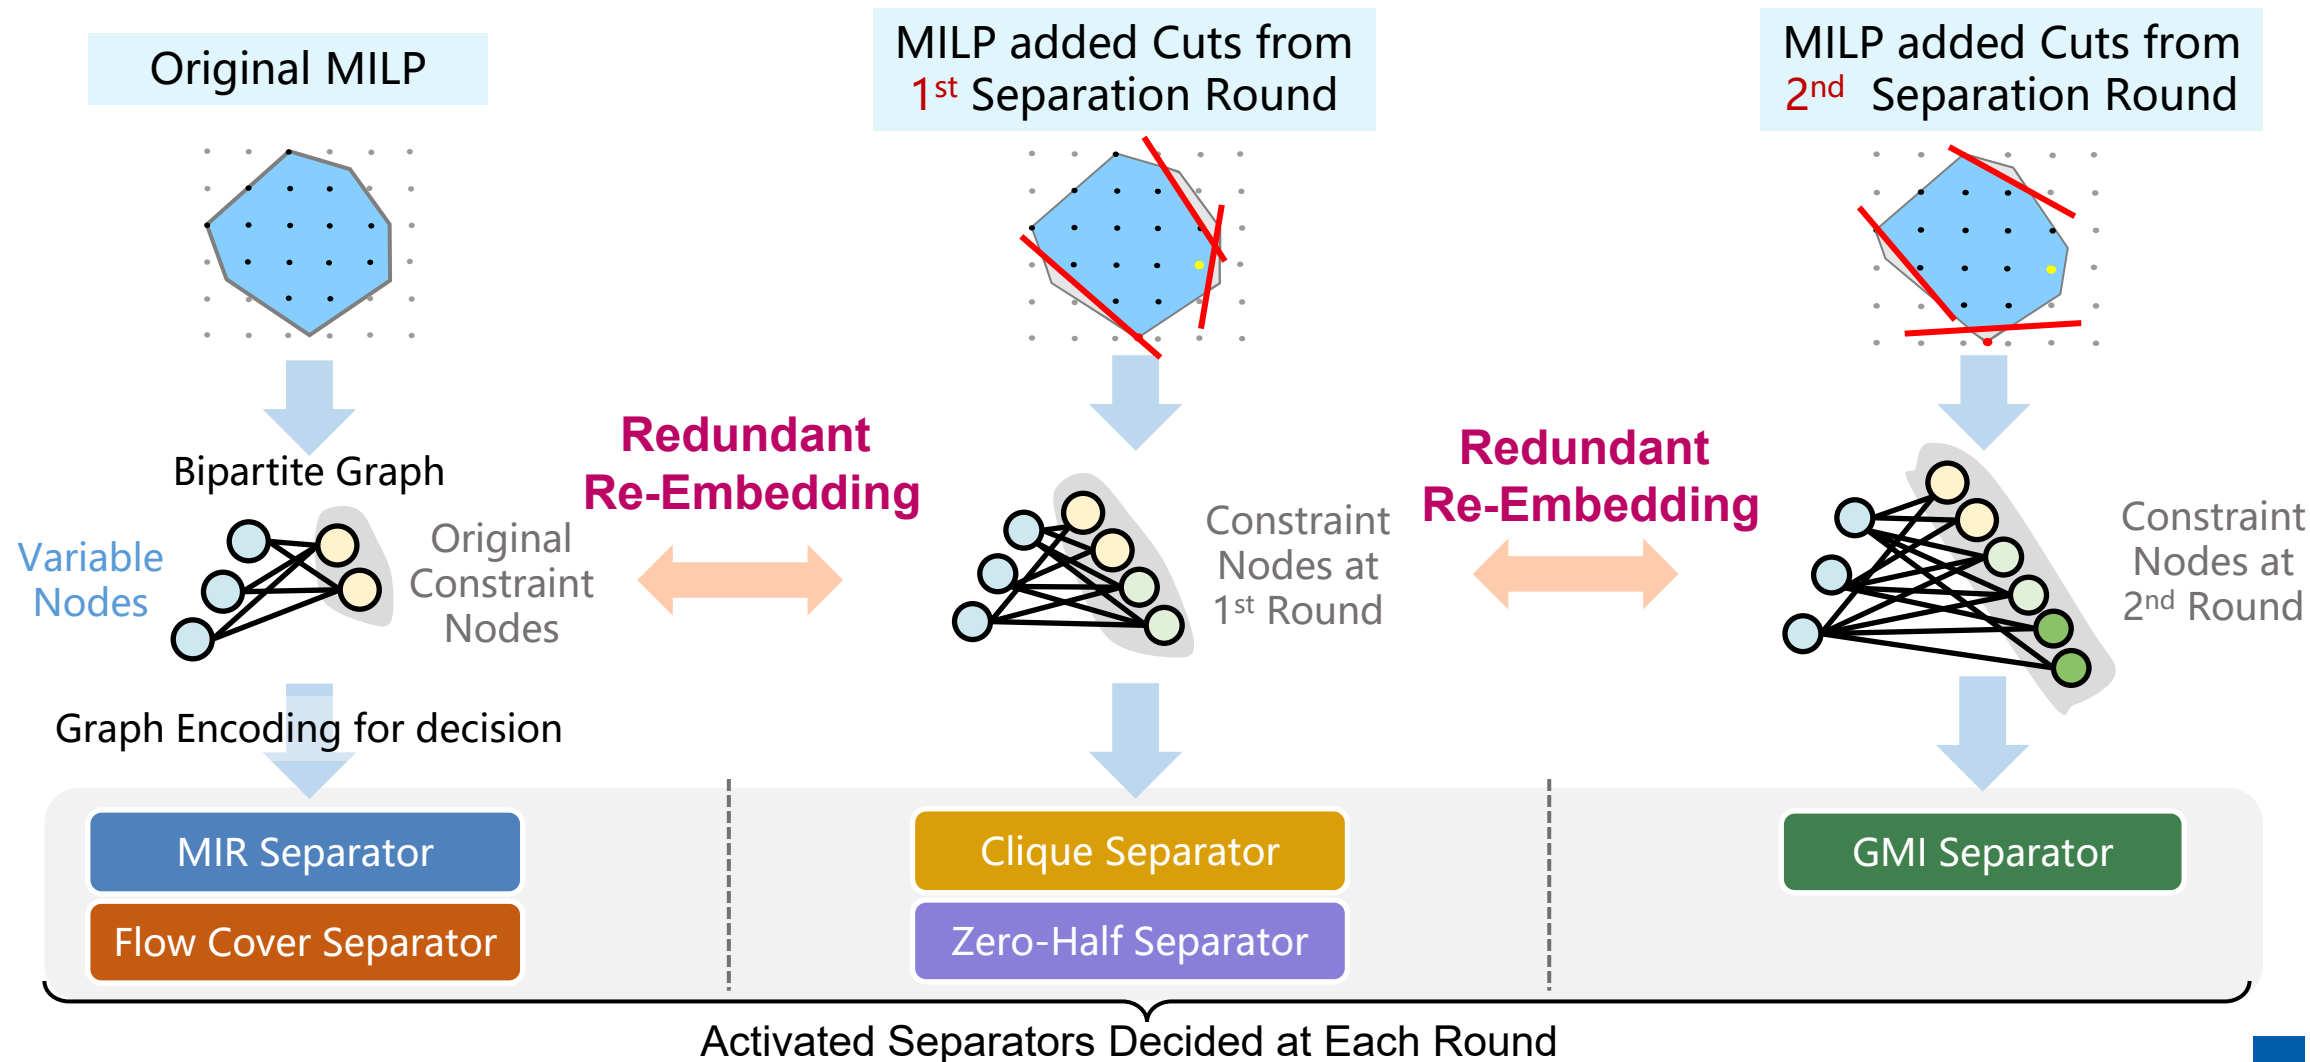 Original MILP
MILP added Cuts from
1st Separation Round
MILP added Cuts from
2nd Separation Round
Bipartite Graph
Variable
Nodes
Original
Constraint
Nodes
Redundant
Re-Embedding
Constraint
Nodes at
1st Round
Redundant
Re-Embedding
Constraint
Nodes at
2nd Round
Graph Encoding for decision
MIR Separator
Flow Cover Separator
Clique Separator
Zero-Half Separator
GMI Separator
Activated Separators Decided at Each Round